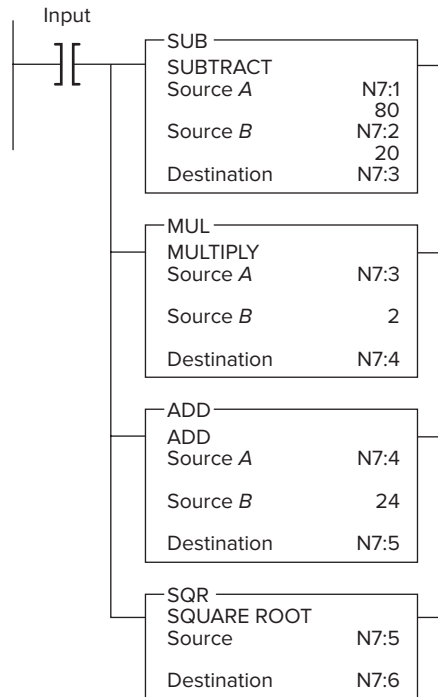 Input
SUB
SUBTRACT
Source A N7:1
80
Source B N7:2
20
Destination N7:3
MUL
MULTIPLY
Source A N7:3
Source B 2
Destination N7:4
ADD
ADD
Source A N7:4
Source B 24
Destination N7:5
SQR
SQUARE ROOT
Source N7:5
Destination N7:6